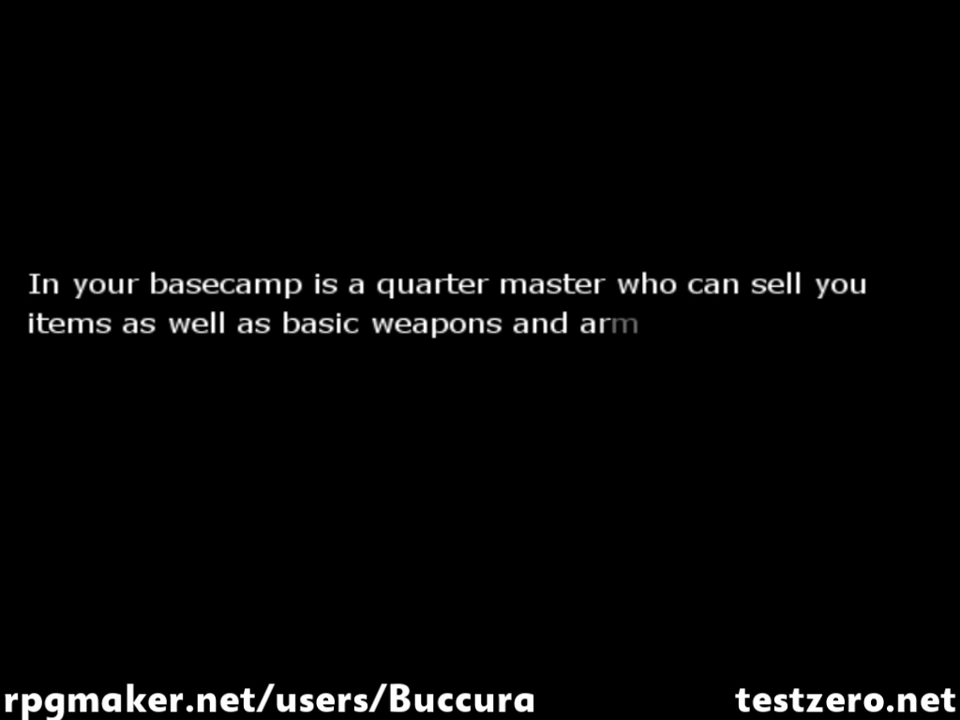 In your basecamp is a quarter master who can sell you
items as well as basic weapons and arm
rpgmaker.net/users/Buccura
testzero.net